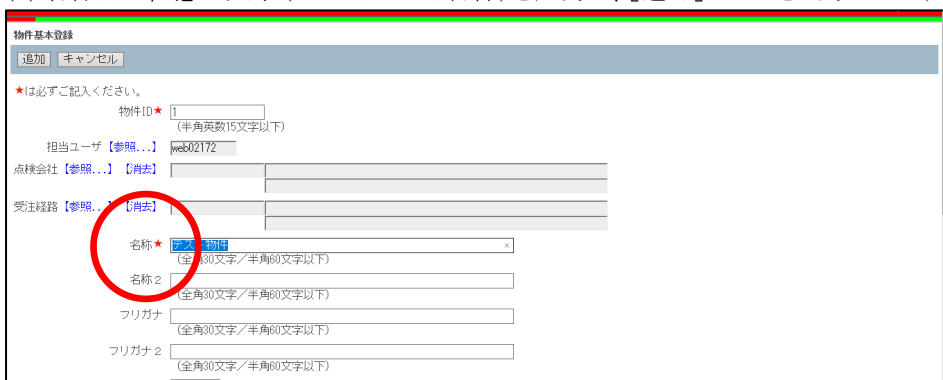 物件基本登録
追加 キャンセル
★は必ずご記入ください。
物件ID★ 1
(半角英数15文字以下)
担当ユーザ【参照...】 web02172
点検会社【参照...】【消去】
受注経路【参照...】【消去】
名称★ テスト物件 ×
(全角30文字／半角60文字以下)
名称２
(全角30文字／半角60文字以下)
フリガナ
(全角30文字／半角60文字以下)
フリガナ２
(全角30文字／半角60文字以下)